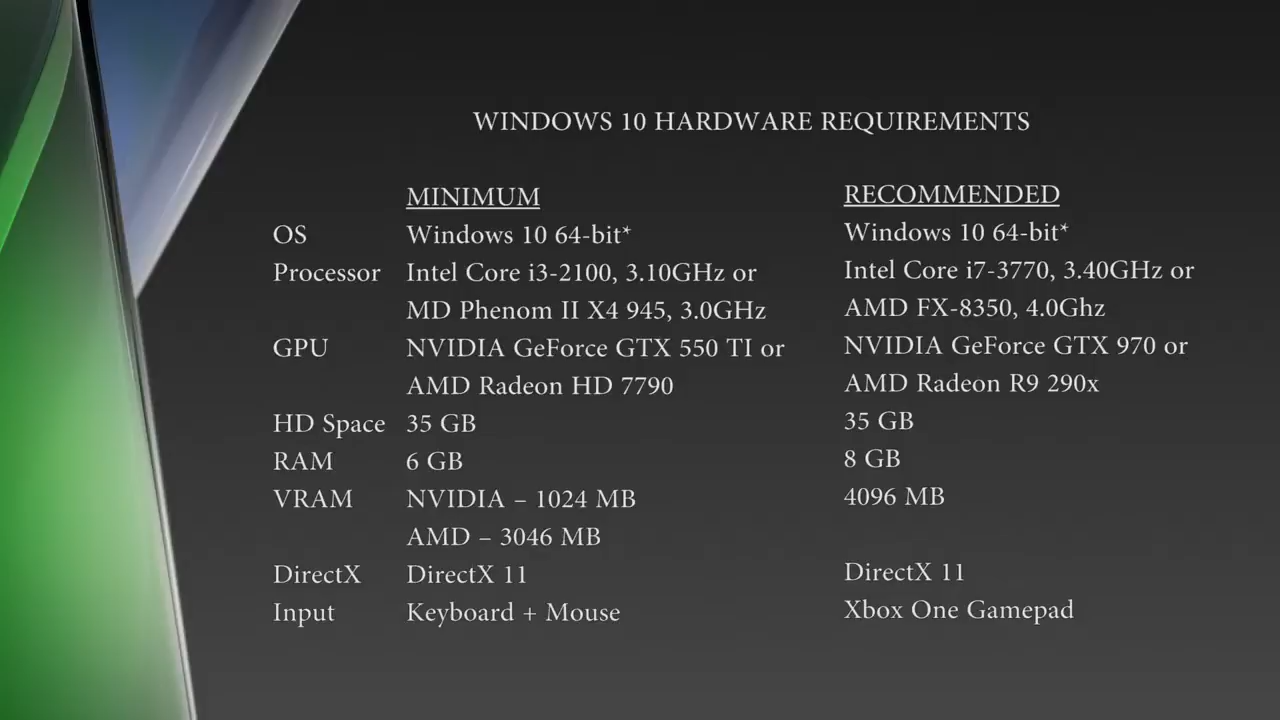 WINDOWS 10 HARDWARE REQUIREMENTS
MINIMUM RECOMMENDED
OS Windows 10 64-bit* Windows 10 64-bit*
Processor Intel Core i3-2100, 3.10GHz or Intel Core i7-3770, 3.40GHz or
MD Phenom II X4 945, 3.0GHz AMD FX-8350, 4.0Ghz
GPU NVIDIA GeForce GTX 550 TI or NVIDIA GeForce GTX 970 or
AMD Radeon HD 7790 AMD Radeon R9 290x
HD Space 35 GB 35 GB
RAM 6 GB 8 GB
VRAM NVIDIA – 1024 MB 4096 MB
AMD – 3046 MB
DirectX DirectX 11 DirectX 11
Input Keyboard + Mouse Xbox One Gamepad